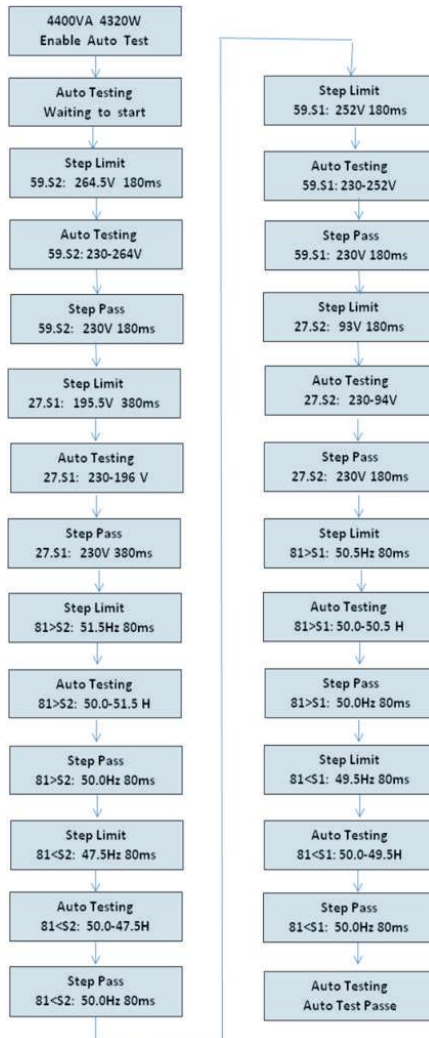 4400VA 4320W
Enable Auto Test
Auto Testing
Waiting to start
Step Limit
59.S2: 264.5V 180ms
Auto Testing
59.S2: 230-264V
Step Pass
59.S2: 230V 180ms
Step Limit
27.S1: 195.5V 380ms
Auto Testing
27.S1: 230-196 V
Step Pass
27.S1: 230V 380ms
Step Limit
81>S2: 51.5Hz 80ms
Auto Testing
81>S2: 50.0-51.5 H
Step Pass
81>S2: 50.0Hz 80ms
Step Limit
81<S2: 47.5Hz 80ms
Auto Testing
81<S2: 50.0-47.5H
Step Pass
81<S2: 50.0Hz 80ms
Step Limit
59.S1: 252V 180ms
Auto Testing
59.S1: 230-252V
Step Pass
59.S1: 230V 180ms
Step Limit
27.S2: 93V 180ms
Auto Testing
27.S2: 230-94V
Step Pass
27.S2: 230V 180ms
Step Limit
81>S1: 50.5Hz 80ms
Auto Testing
81>S1: 50.0-50.5 H
Step Pass
81>S1: 50.0Hz 80ms
Step Limit
81<S1: 49.5Hz 80ms
Auto Testing
81<S1: 50.0-49.5H
Step Pass
81<S1: 50.0Hz 80ms
Auto Testing
Auto Test Passe